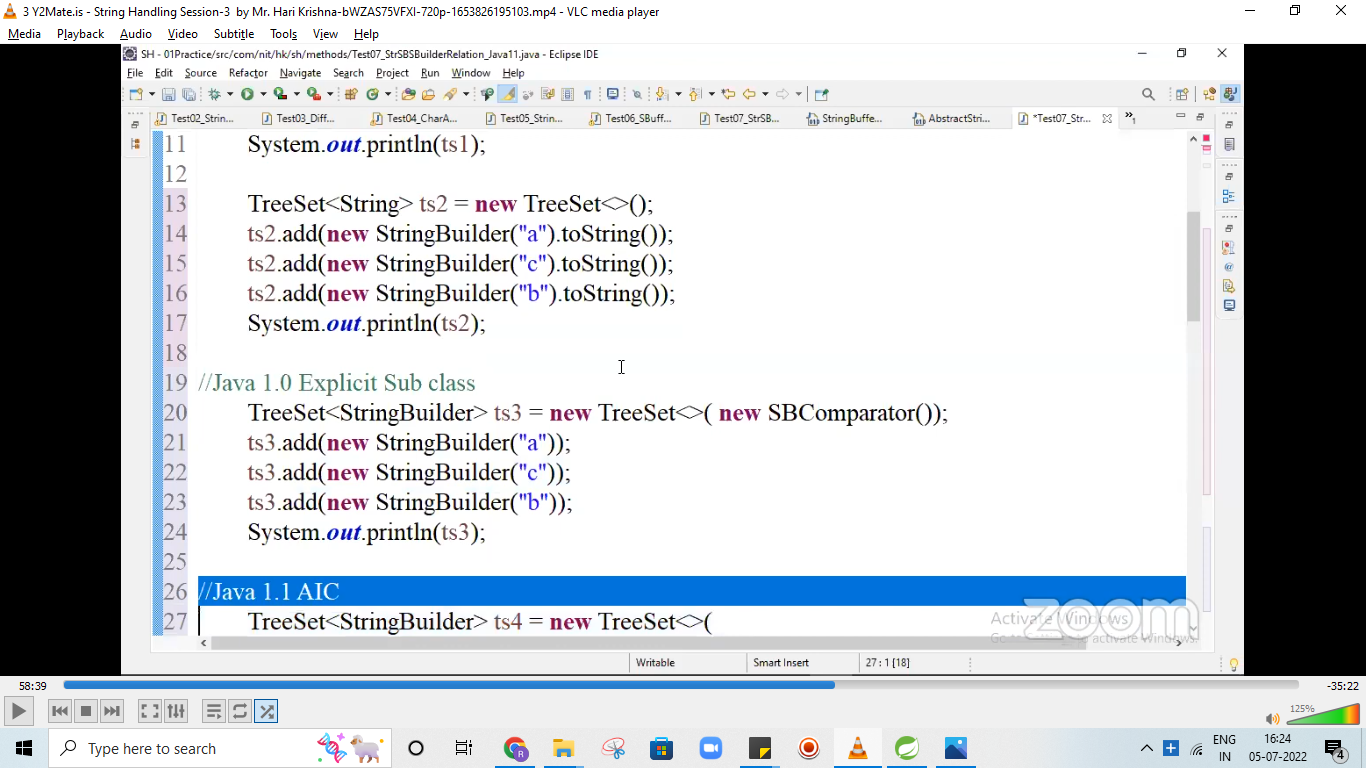 3 Y2Mate.is - String Handling Session-3  by Mr. Hari Krishna-bWZAS75VFXI-720p-1653826195103.mp4 - VLC media player
Media Playback Audio Video Subtitle Tools View Help
SH - 01Practice/src/com/nit/hk/sh/methods/Test07_StrSBSBuilderRelation_Java11.java - Eclipse IDE
File Edit Source Refactor Navigate Search Project Run Window Help
Test02_Strin... Test03_Diff... Test04_CharA... Test05_Strin... Test06_SBuff... Test07_StrSB... StringBuffe... AbstractStri... *Test07_Str... »1
11 System.out.println(ts1);
12
13 TreeSet<String> ts2 = new TreeSet<>();
14 ts2.add(new StringBuilder("a").toString());
15 ts2.add(new StringBuilder("c").toString());
16 ts2.add(new StringBuilder("b").toString());
17 System.out.println(ts2);
18
19 //Java 1.0 Explicit Sub class
20 TreeSet<StringBuilder> ts3 = new TreeSet<>( new SBComparator());
21 ts3.add(new StringBuilder("a"));
22 ts3.add(new StringBuilder("c"));
23 ts3.add(new StringBuilder("b"));
24 System.out.println(ts3);
25
26 //Java 1.1 AIC
27 TreeSet<StringBuilder> ts4 = new TreeSet<>(
Activate Windows
zoom
Go to Settings to activate Windows.
Writable Smart Insert 27 : 1 [18]
58:39 -35:22
125%
Type here to search
ENG 16:24
IN 05-07-2022 4